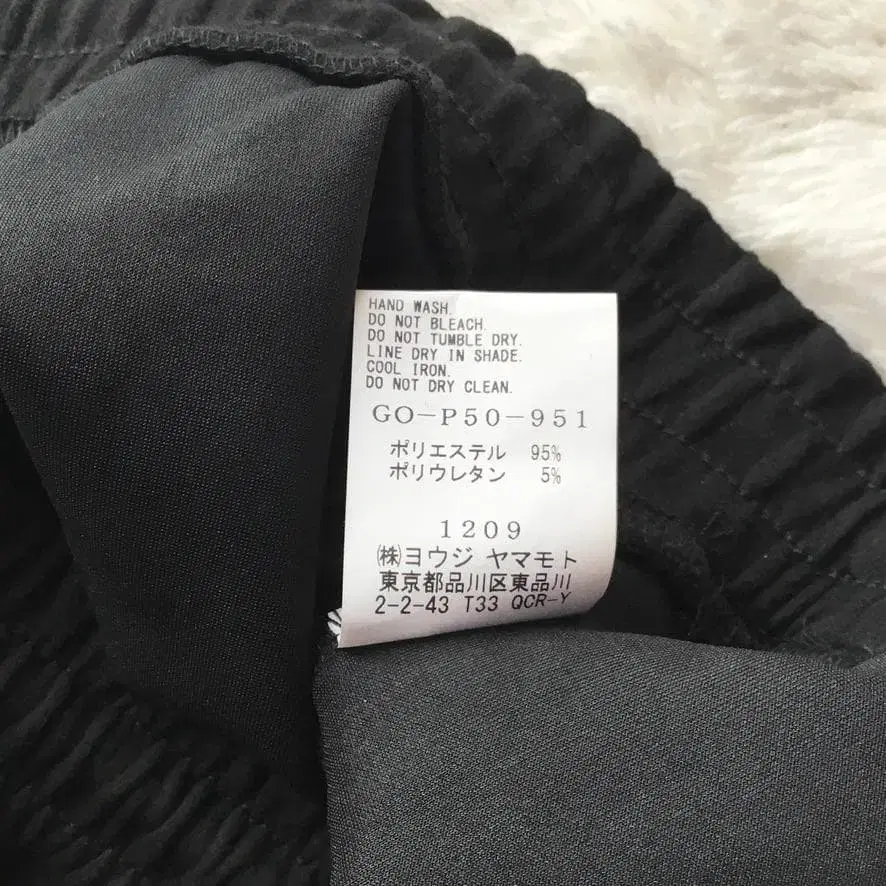 HAND WASH.
DO NOT BLEACH.
DO NOT TUMBLE DRY.
LINE DRY IN SHADE.
COOL IRON.
DO NOT DRY CLEAN.
GO-P50-951
ポリエステル 95%
ポリウレタン 5%
1209
㈱ヨウジ ヤマモト
東京都品川区東品川
2-2-43 T33 QCR-Y